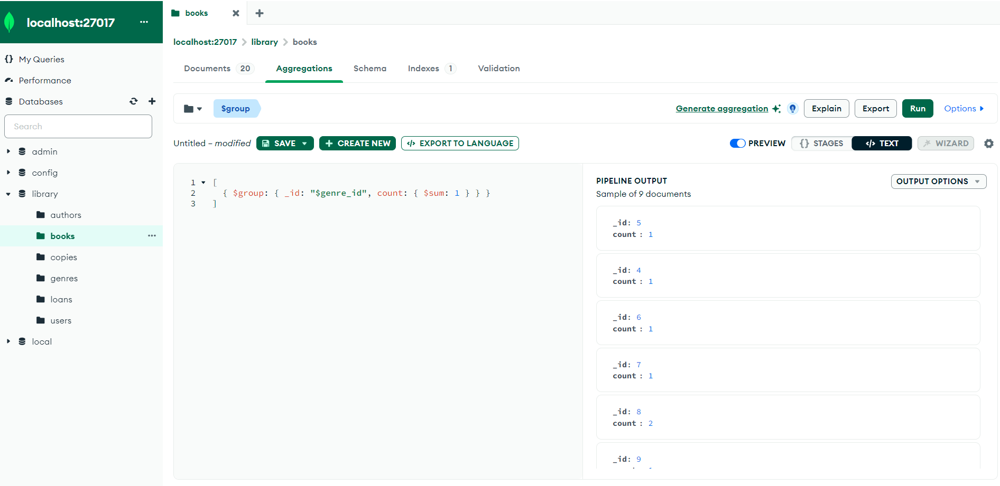 localhost:27017
My Queries
Performance
Databases
Search
admin
config
library
authors
books
copies
genres
loans
users
local
books
localhost:27017 library books
Documents 20 Aggregations Schema Indexes 1 Validation
$group Generate aggregation Explain Export Run Options
Untitled – modified SAVE CREATE NEW </> EXPORT TO LANGUAGE PREVIEW {} STAGES </> TEXT WIZARD
1 [
2 { $group: { _id: "$genre_id", count: { $sum: 1 } } }
3 ]
PIPELINE OUTPUT
Sample of 9 documents
OUTPUT OPTIONS
_id: 5
count : 1
_id: 4
count : 1
_id: 6
count : 1
_id: 7
count : 1
_id: 8
count : 2
_id: 9